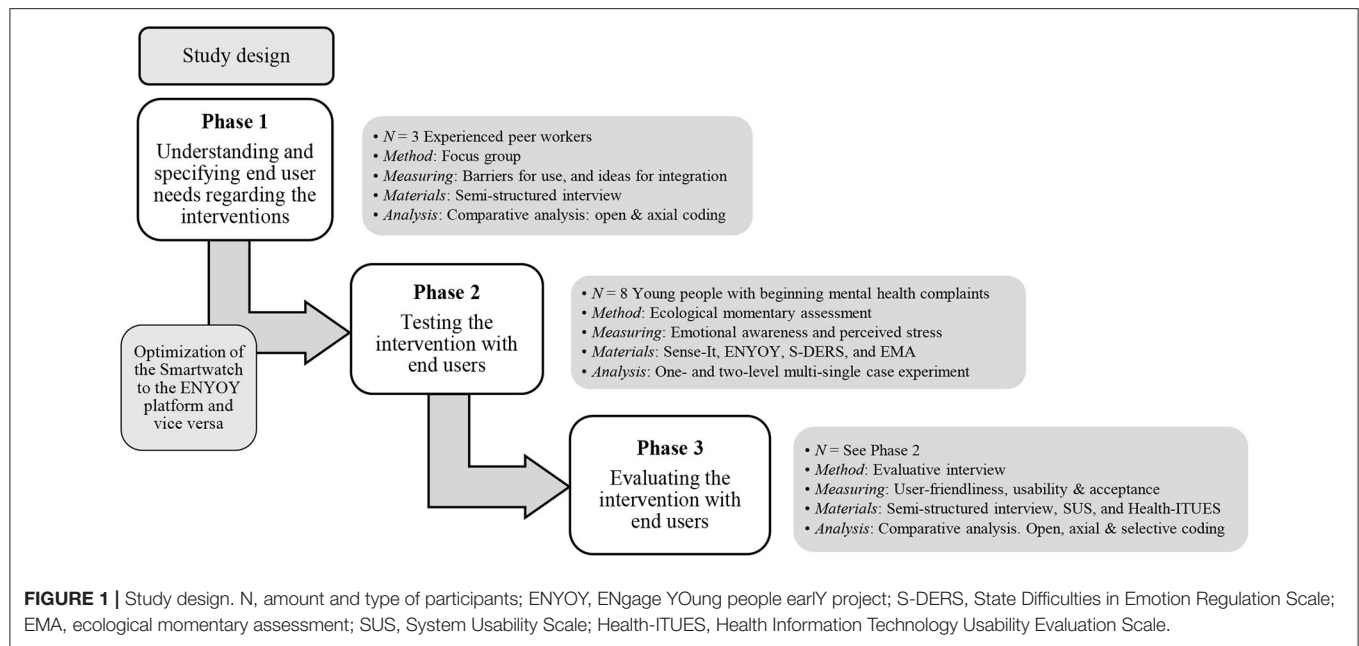 Study design
Phase 1
Understanding and
specifying end user
needs regarding the
interventions
• N = 3 Experienced peer workers
• Method: Focus group
• Measuring: Barriers for use, and ideas for integration
• Materials: Semi-structured interview
• Analysis: Comparative analysis: open & axial coding
Optimization of
the Smartwatch
to the ENYOY
platform and
vice versa
Phase 2
Testing the
intervention with
end users
• N = 8 Young people with beginning mental health complaints
• Method: Ecological momentary assessment
• Measuring: Emotional awareness and perceived stress
• Materials: Sense-It, ENYOY, S-DERS, and EMA
• Analysis: One- and two-level multi-single case experiment
Phase 3
Evaluating the
intervention with
end users
• N = See Phase 2
• Method: Evaluative interview
• Measuring: User-friendliness, usability & acceptance
• Materials: Semi-structured interview, SUS, and Health-ITUES
• Analysis: Comparative analysis. Open, axial & selective coding
FIGURE 1 | Study design. N, amount and type of participants; ENYOY, ENgage YOung people earlY project; S-DERS, State Difficulties in Emotion Regulation Scale;
EMA, ecological momentary assessment; SUS, System Usability Scale; Health-ITUES, Health Information Technology Usability Evaluation Scale.